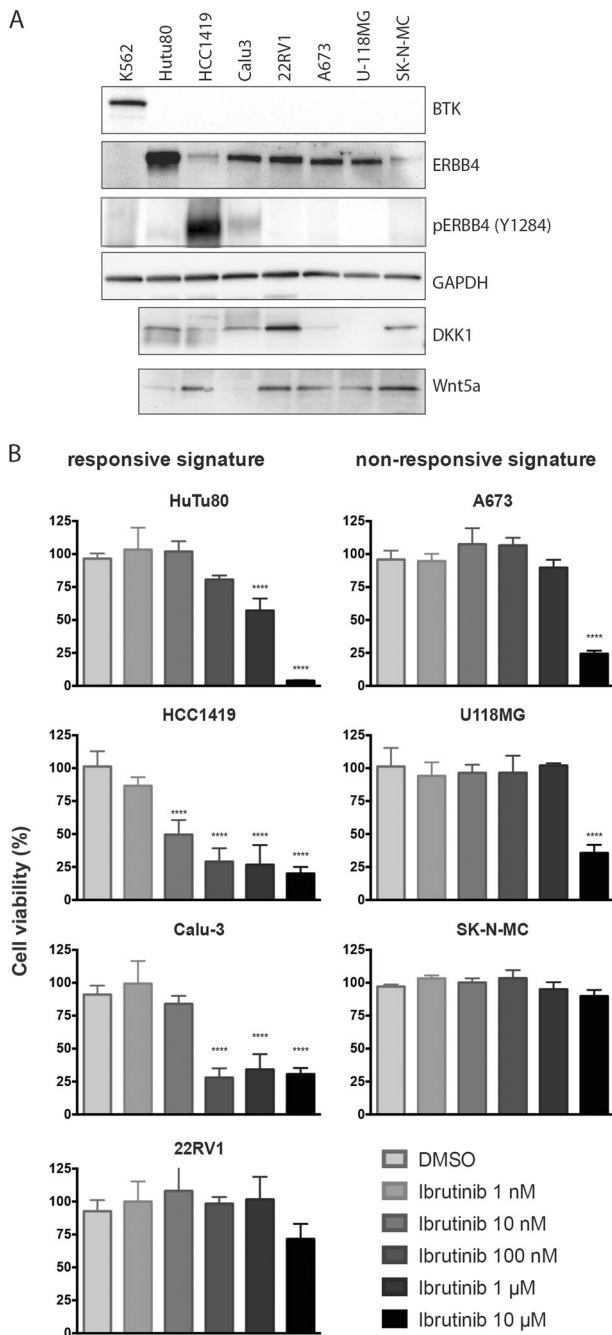 A
K562
Hutu80
HCC1419
Calu3
22RV1
A673
U-118MG
SK-N-MC
BTK
ERBB4
pERBB4 (Y1284)
GAPDH
DKK1
Wnt5a
B
responsive signature
non-responsive signature
Cell viability (%)
HuTu80
125
100
75
50
25
0
****
****
A673
125
100
75
50
25
0
****
HCC1419
125
100
75
50
25
0
****
****
****
****
U118MG
125
100
75
50
25
0
****
Calu-3
125
100
75
50
25
0
****
****
****
SK-N-MC
125
100
75
50
25
0
22RV1
125
100
75
50
25
0
DMSO
Ibrutinib 1 nM
Ibrutinib 10 nM
Ibrutinib 100 nM
Ibrutinib 1 µM
Ibrutinib 10 µM